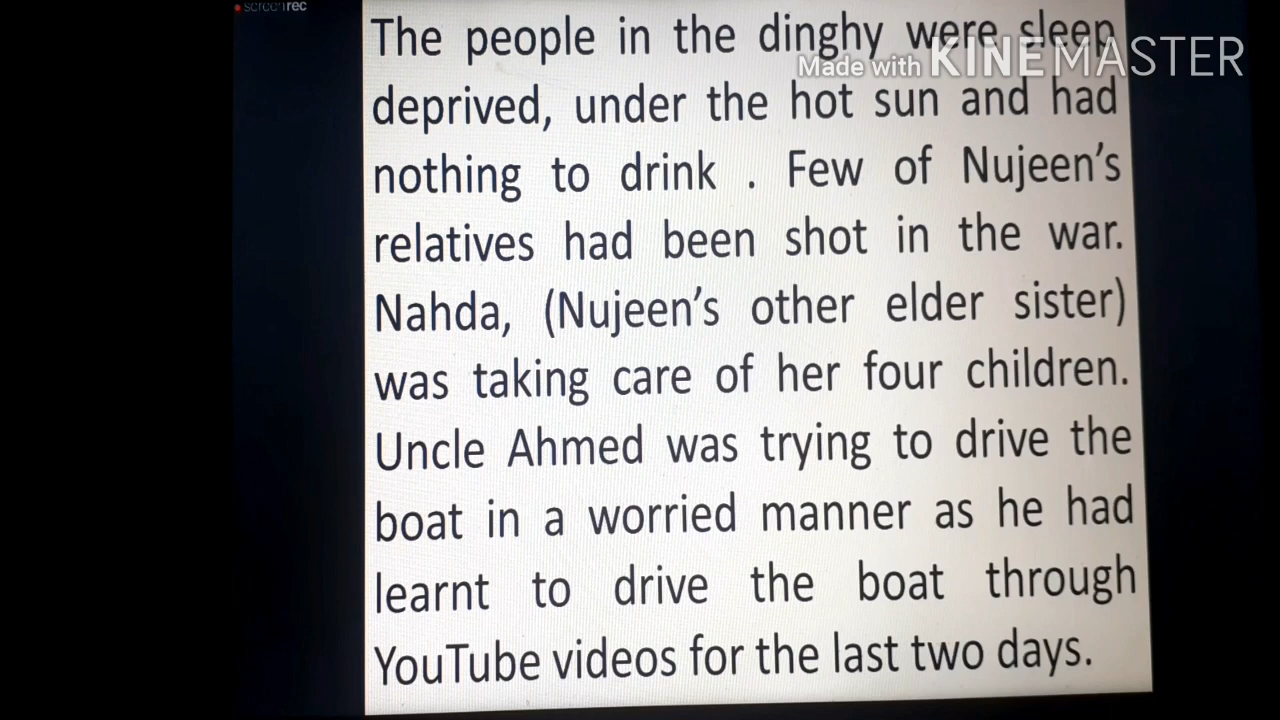 screenrec
The people in the dinghy were sleep
Made with KINEMASTER
deprived, under the hot sun and had
nothing to drink . Few of Nujeen's
relatives had been shot in the war.
Nahda, (Nujeen's other elder sister)
was taking care of her four children.
Uncle Ahmed was trying to drive the
boat in a worried manner as he had
learnt to drive the boat through
YouTube videos for the last two days.